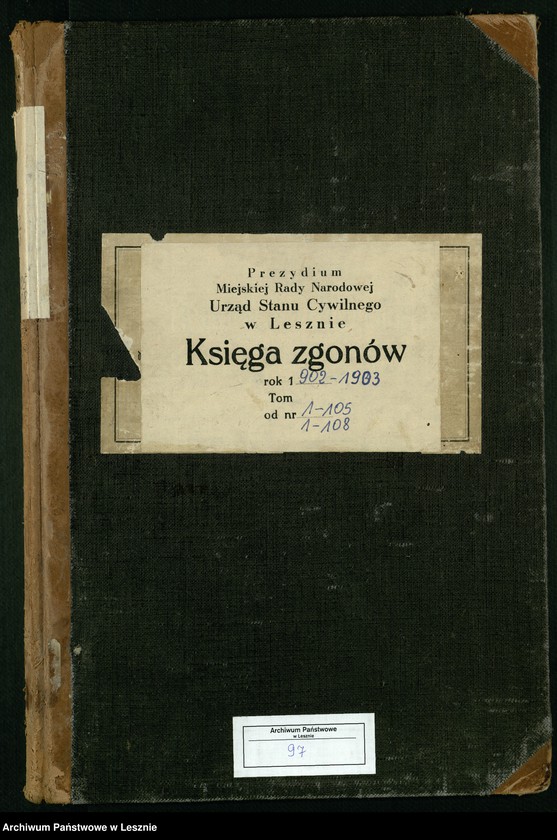 Prezydium
Miejskiej Rady Narodowej
Urząd Stanu Cywilnego
w Lesznie
Księga zgonów
rok 1902-1903
Tom
od nr 1-105
1-108
Archiwum Państwowe
w Lesznie
97
Archiwum Państwowe w Lesznie